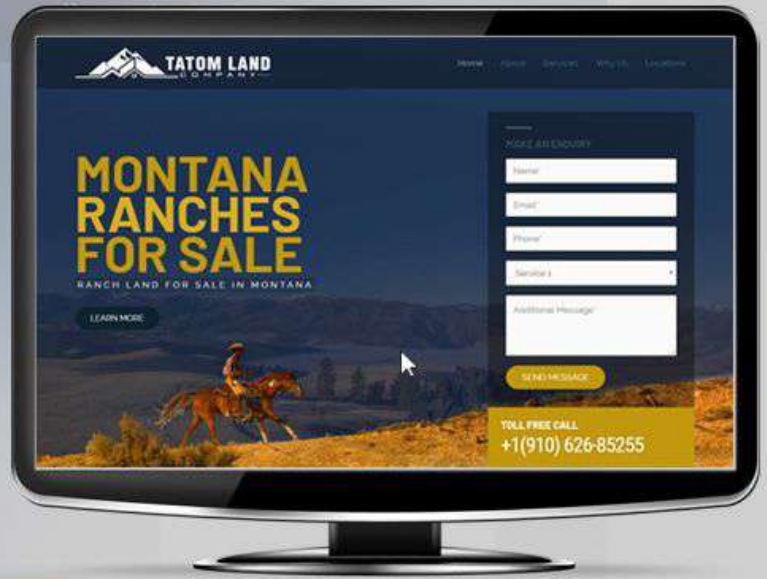 TATOM LAND
COMPANY
Home About Services Why Us Locations
MONTANA
RANCHES
FOR SALE
RANCH LAND FOR SALE IN MONTANA
LEARN MORE
MAKE AN ENQUIRY
Name*
Email*
Phone*
Service 1
Additional Message*
SEND MESSAGE
TOLL FREE CALL
+1(910) 626-85255